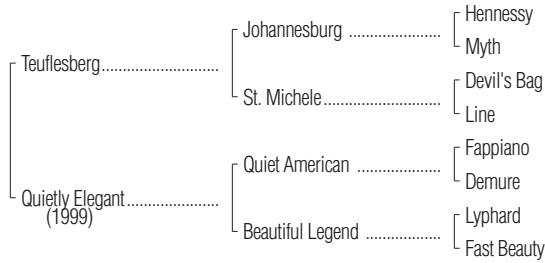 Hennessy
Johannesburg ....................
Myth
Teuflesberg..........................
Devil's Bag
St. Michele..........................
Line
Fappiano
Quiet American ..................
Demure
Quietly Elegant....................
(1999)
Lyphard
Beautiful Legend ................
Fast Beauty